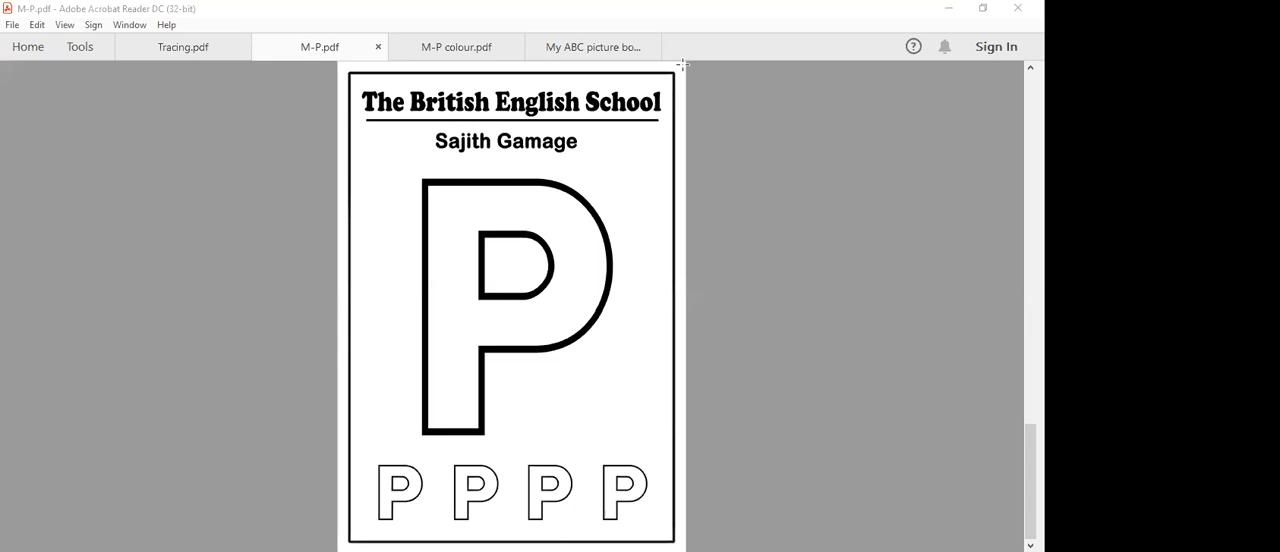 M-P.pdf - Adobe Acrobat Reader DC (32-bit)
File Edit View Sign Window Help
Home Tools Tracing.pdf M-P.pdf × M-P colour.pdf My ABC picture bo... ? Sign In
The British English School
Sajith Gamage
P
P P P P